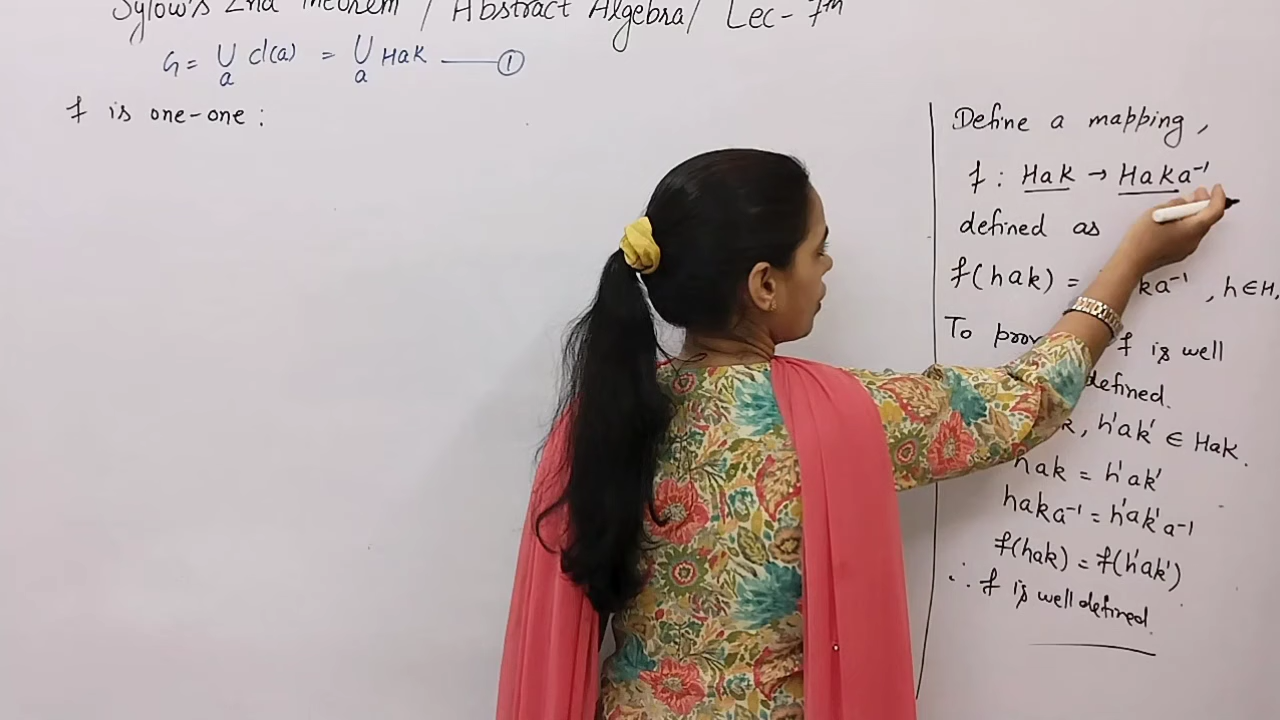 Sylow's 2nd Theorem / Abstract Algebra / Lec- 7th
G = ∪a cl(a) = ∪a HaK —— ①
f is one-one :
Define a mapping,
f : HaK → HaKa⁻¹
defined as
f(hak) = ka⁻¹ , h∈H,
To prov f is well
defined.
k, h'ak' ∈ HaK.
hak = h'ak'
haka⁻¹ = h'ak'a⁻¹
f(hak) = f(h'ak')
∴ f is well defined.